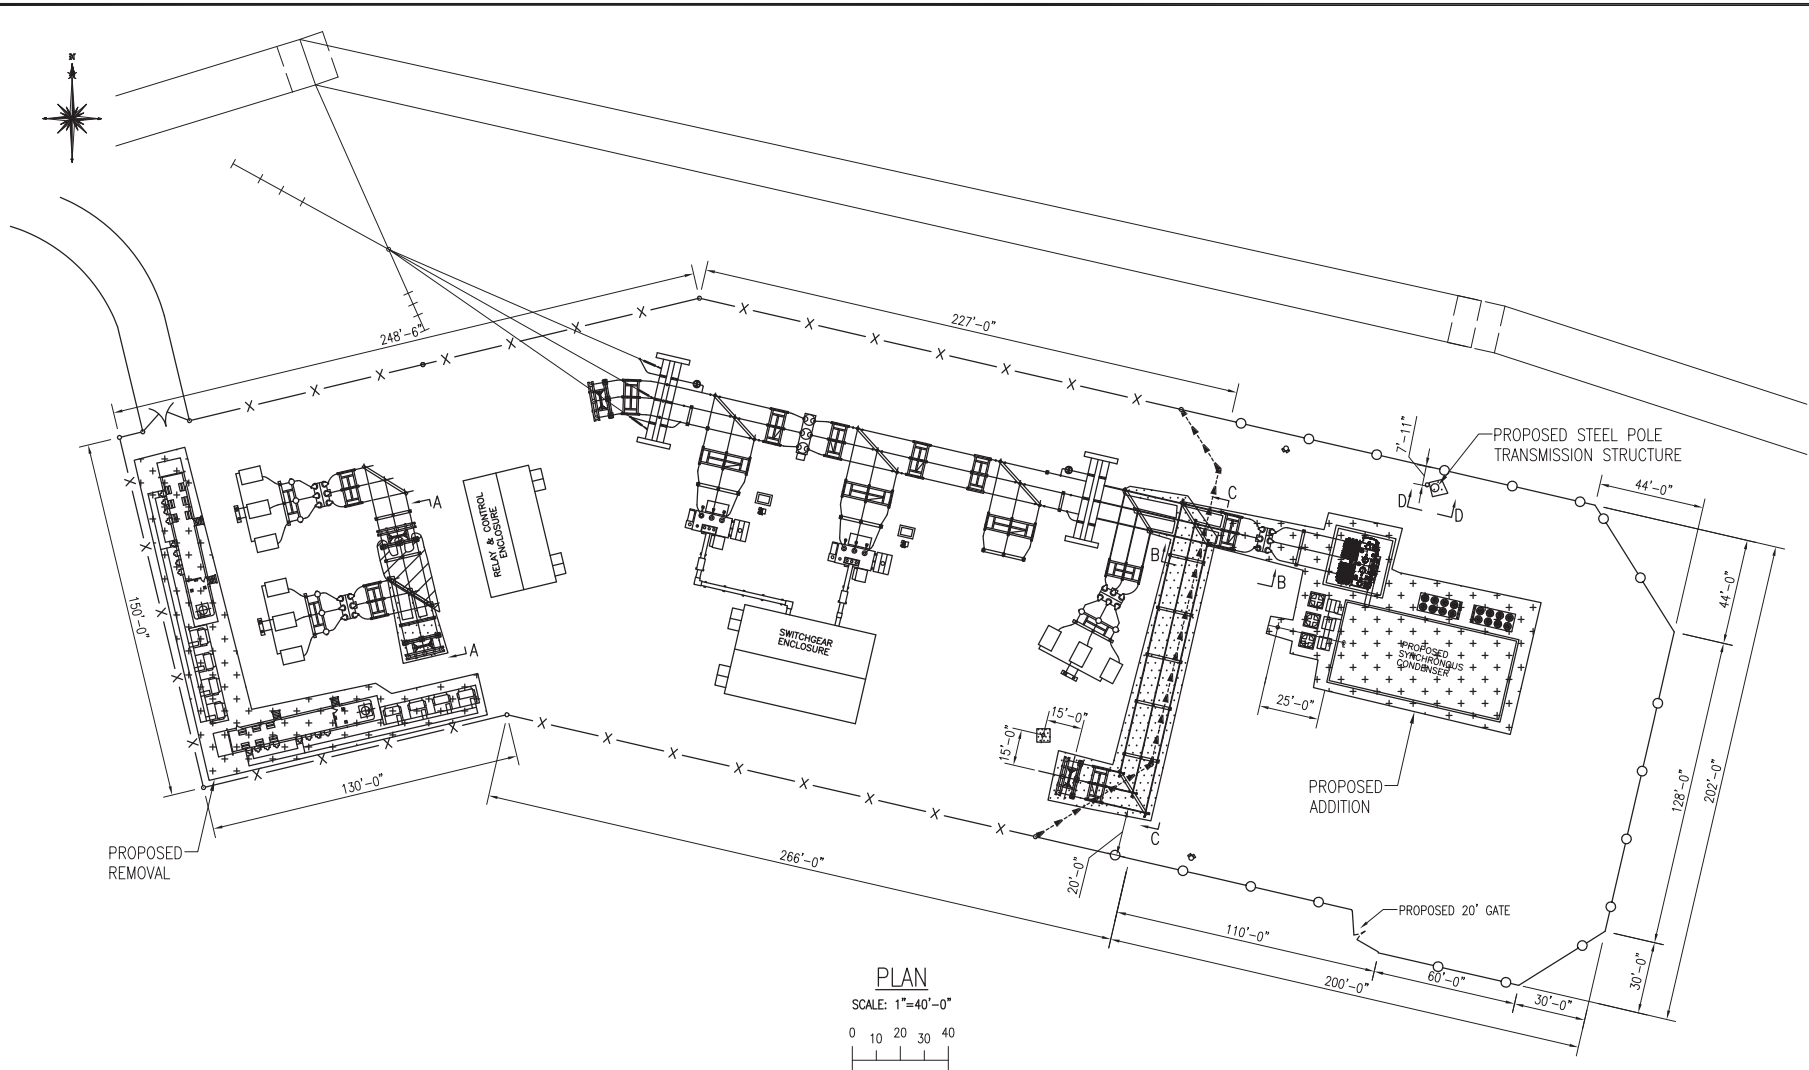 N
248'-6"
227'-0"
7'-11"
PROPOSED STEEL POLE
TRANSMISSION STRUCTURE
44'-0"
D
D
A
C
RELAY & CONTROL
ENCLOSURE
B
B
44'-0"
150'-0"
A
SWITCHGEAR
ENCLOSURE
PROPOSED
SYNCHRONOUS
CONDENSER
25'-0"
15'-0"
15'-0"
130'-0"
PROPOSED
ADDITION
128'-0"
202'-0"
C
PROPOSED
REMOVAL
266'-0"
20'-0"
PROPOSED 20' GATE
110'-0"
60'-0"
200'-0"
30'-0"
30'-0"
PLAN
SCALE: 1"=40'-0"
0 10 20 30 40